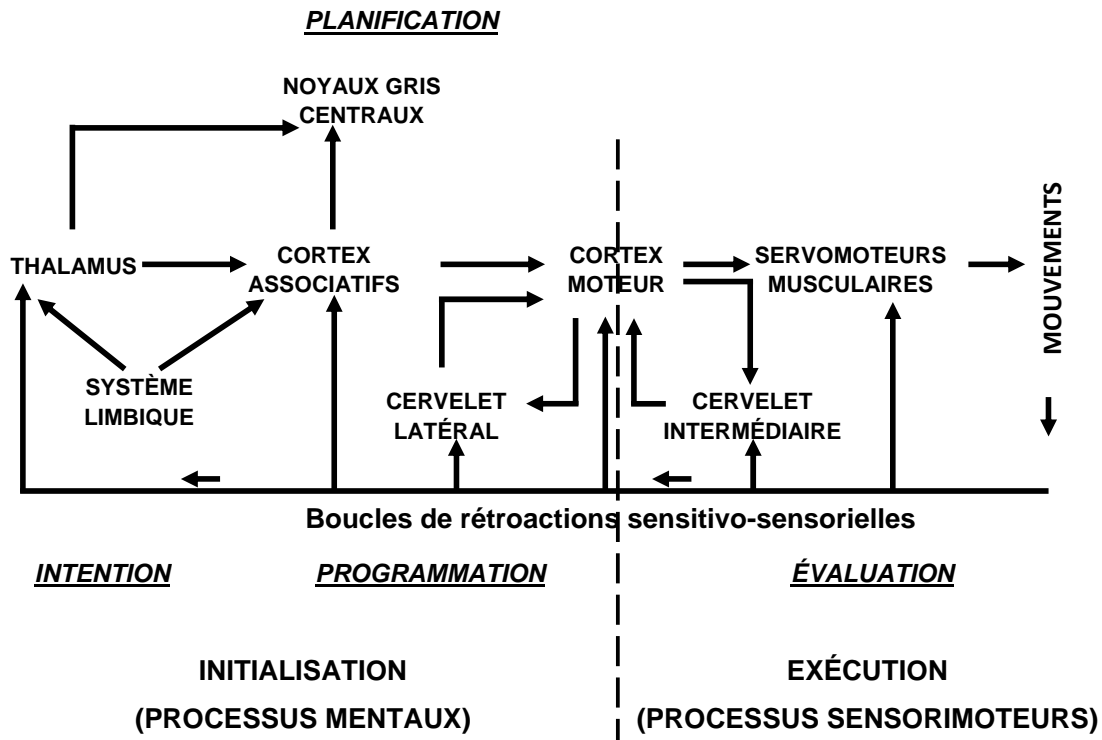 PLANIFICATION
NOYAUX GRIS
CENTRAUX
THALAMUS
CORTEX
ASSOCIATIFS
CORTEX
MOTEUR
SERVOMOTEURS
MUSCULAIRES
MOUVEMENTS
SYSTÈME
LIMBIQUE
CERVELET
LATÉRAL
CERVELET
INTERMÉDIAIRE
Boucles de rétroactions sensitivo-sensorielles
INTENTION
PROGRAMMATION
ÉVALUATION
INITIALISATION
(PROCESSUS MENTAUX)
EXÉCUTION
(PROCESSUS SENSORIMOTEURS)